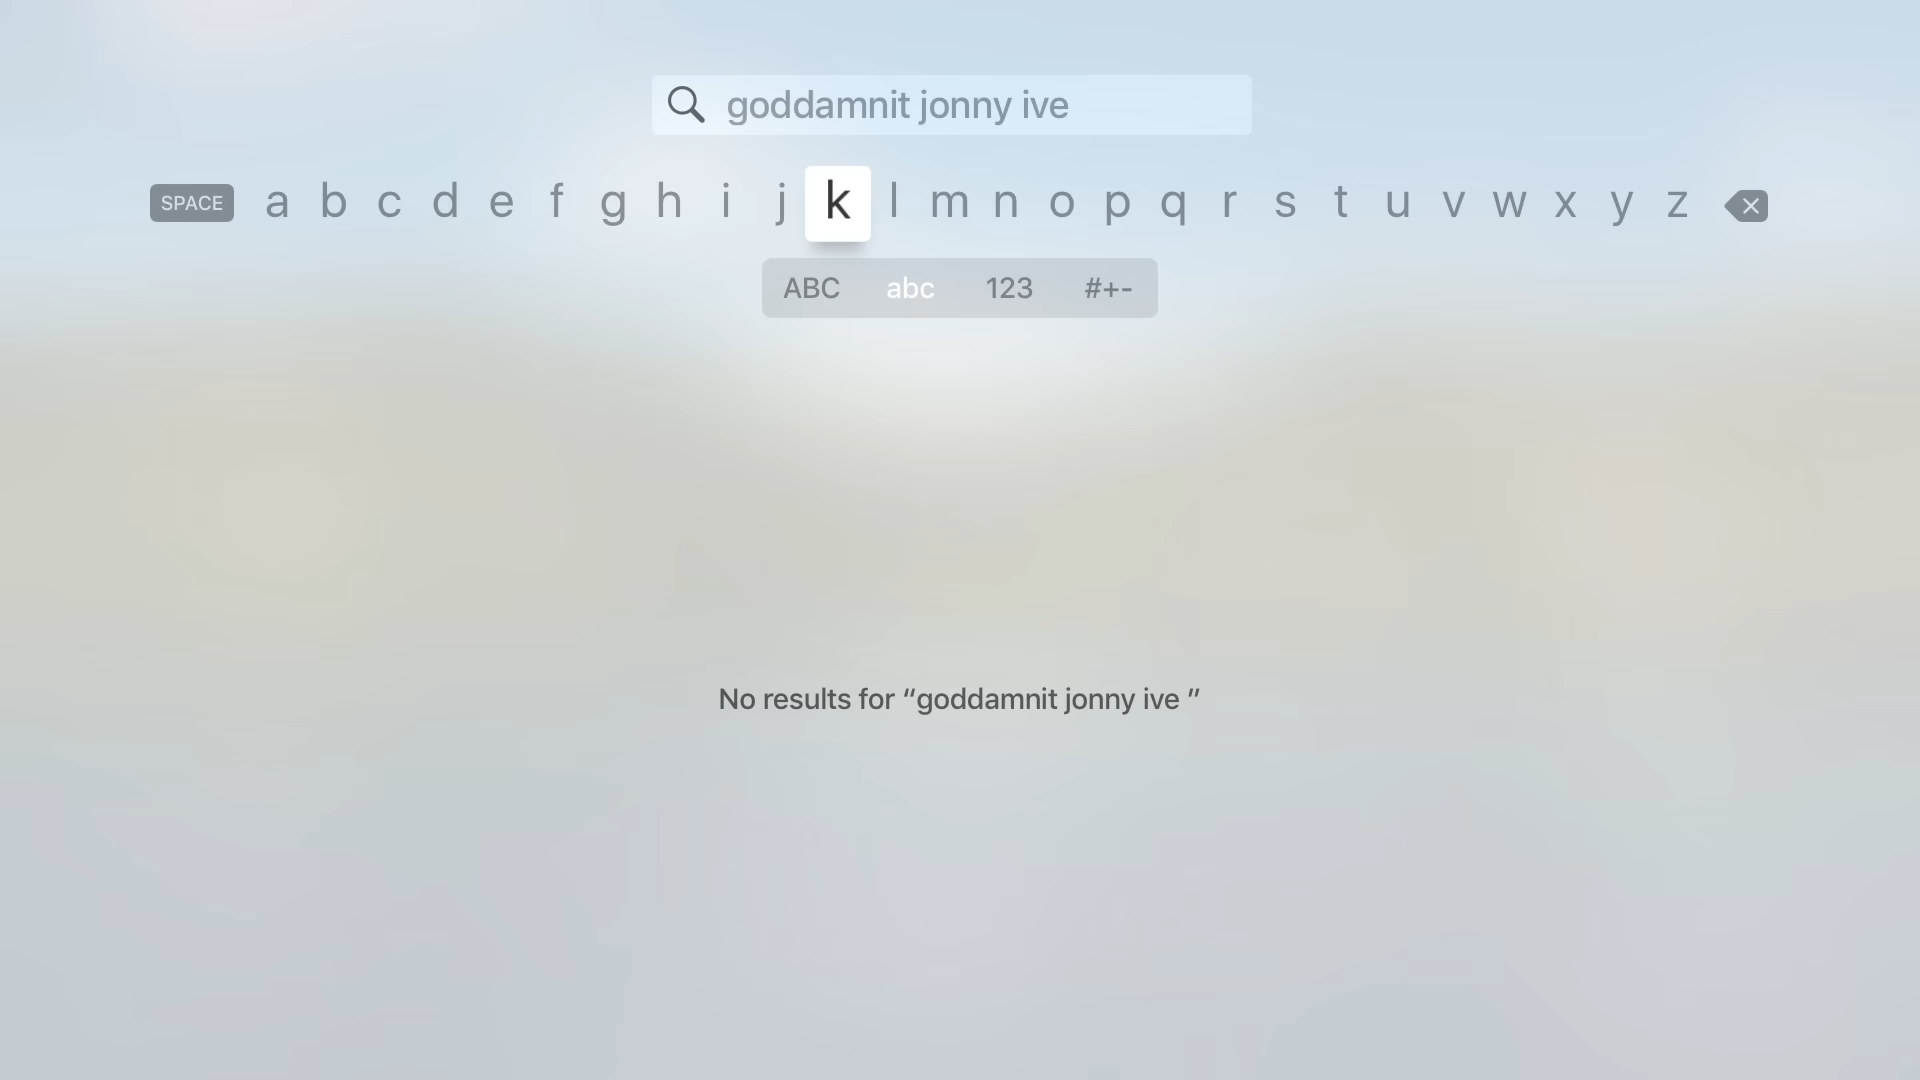 goddamnit jonny ive
SPACE a b c d e f g h i j k l m n o p q r s t u v w x y z
ABC abc 123 #+-
No results for “goddamnit jonny ive ”